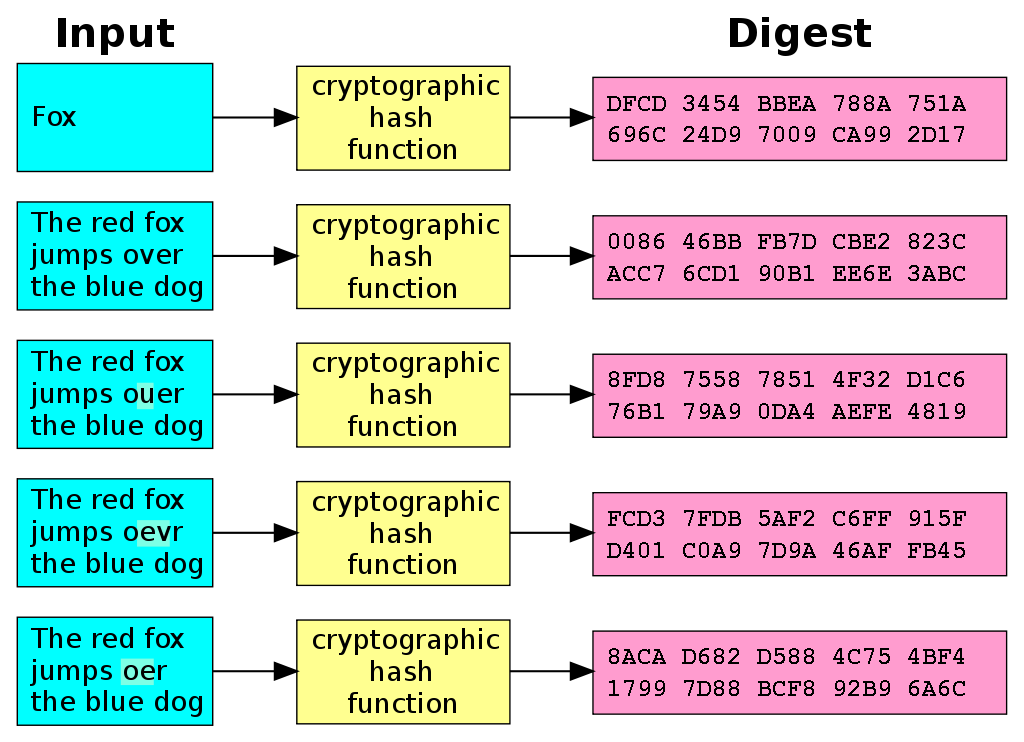 Input
Digest
Fox
cryptographic
hash
function
DFCD 3454 BBEA 788A 751A
696C 24D9 7009 CA99 2D17
The red fox
jumps over
the blue dog
cryptographic
hash
function
0086 46BB FB7D CBE2 823C
ACC7 6CD1 90B1 EE6E 3ABC
The red fox
jumps ouer
the blue dog
cryptographic
hash
function
8FD8 7558 7851 4F32 D1C6
76B1 79A9 0DA4 AEFE 4819
The red fox
jumps oevr
the blue dog
cryptographic
hash
function
FCD3 7FDB 5AF2 C6FF 915F
D401 C0A9 7D9A 46AF FB45
The red fox
jumps oer
the blue dog
cryptographic
hash
function
8ACA D682 D588 4C75 4BF4
1799 7D88 BCF8 92B9 6A6C